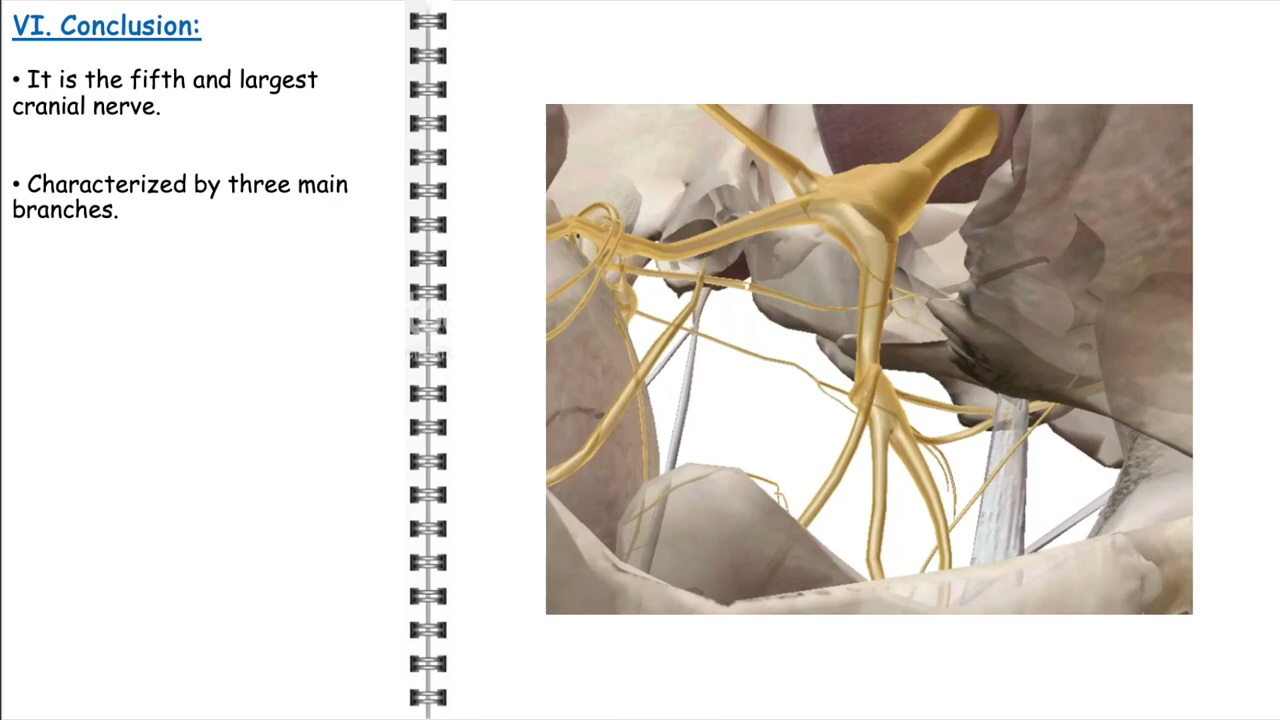 VI. Conclusion:
• It is the fifth and largest
cranial nerve.
• Characterized by three main
branches.